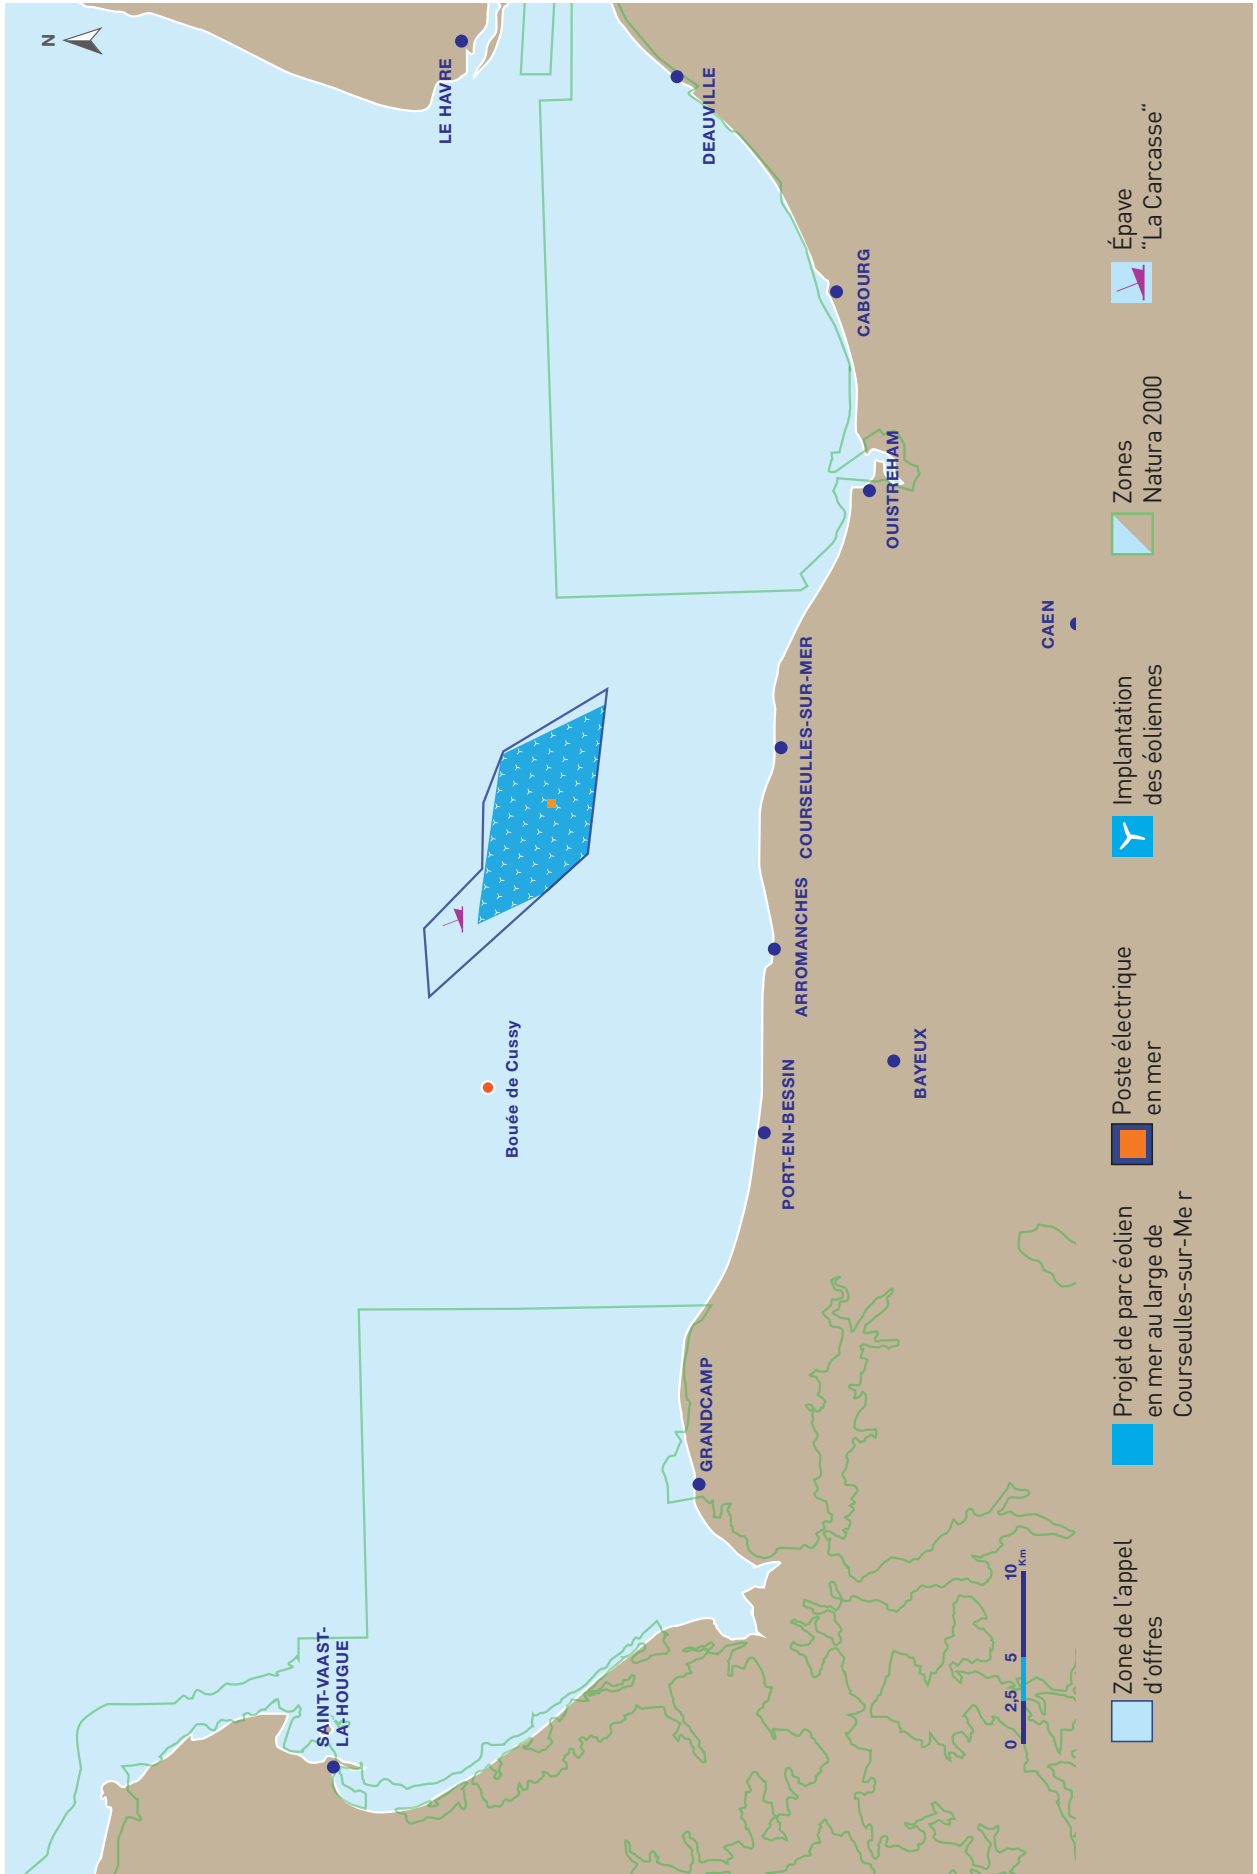 N
LE HAVRE
DEAUVILLE
CABOURG
OUISTREHAM
CAEN
COURSEULLES-SUR-MER
ARROMANCHES
BAYEUX
PORT-EN-BESSIN
Bouée de Cussy
GRANDCAMP
SAINT-VAAST-
LA-HOUGUE
0 2,5 5 10
Km
Zone de l'appel
d'offres
Projet de parc éolien
en mer au large de
Courseulles-sur-Me r
Poste électrique
en mer
Implantation
des éoliennes
Zones
Natura 2000
Épave
“La Carcasse“